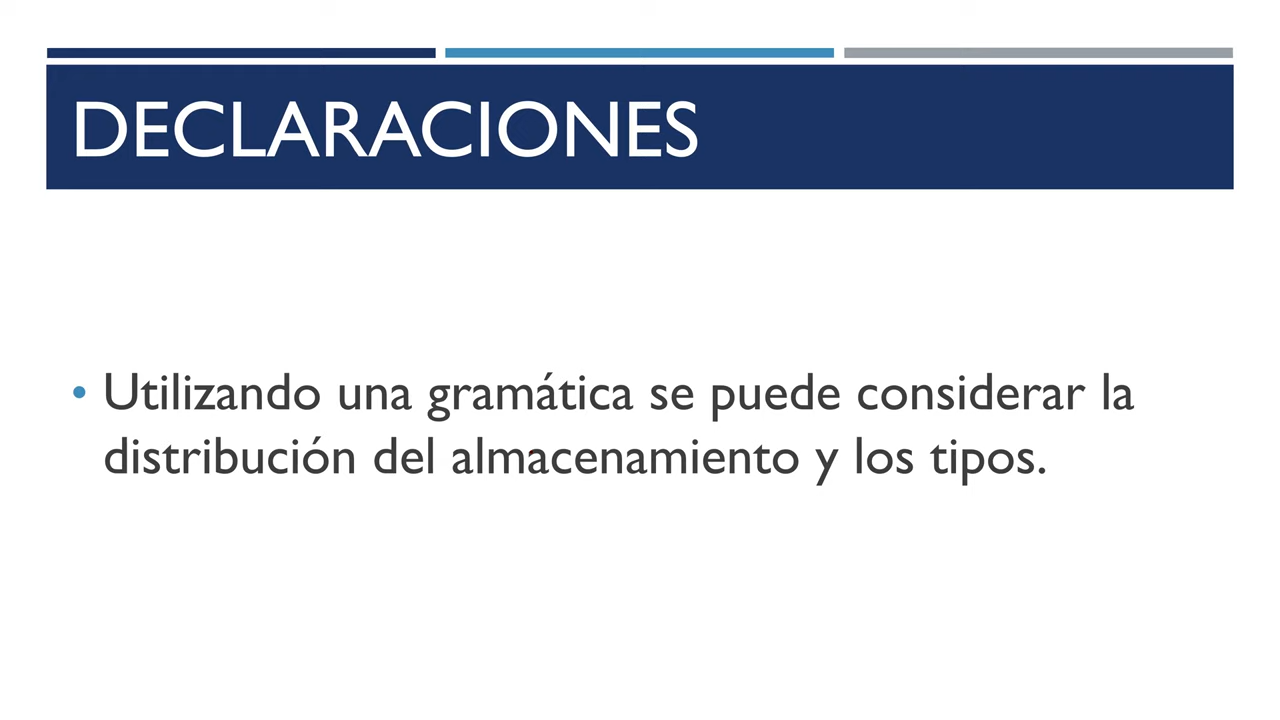 DECLARACIONES
• Utilizando una gramática se puede considerar la
distribución del almacenamiento y los tipos.